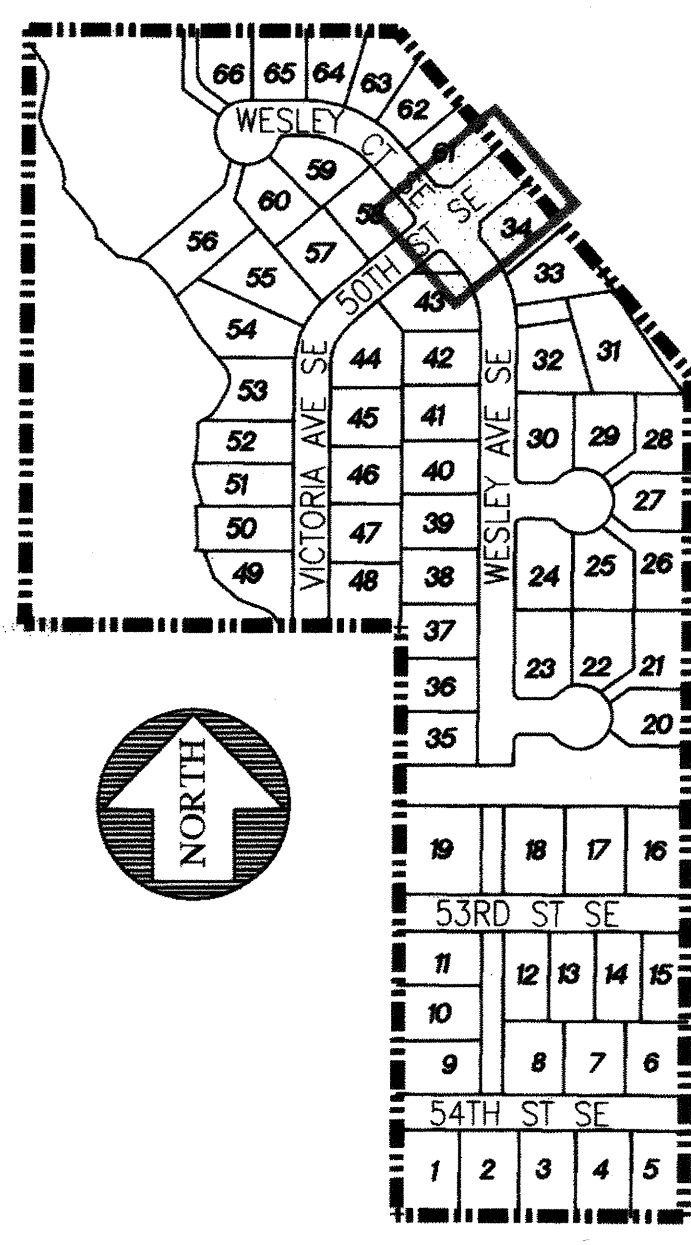 66 65 64 63 62
WESLEY CT SE
61
59
60
58
34
56
57
50TH ST SE
55
33
43
54
44 42 32 31
VICTORIA AVE SE
WESLEY AVE SE
53
45 41
30 29 28
52
46 40
51
27
50
47 39
49
48 38
24 25 26
37
23 22 21
36
35
20
NORTH
19 18 17 16
53RD ST SE
11
12 13 14 15
10
9 8 7 6
54TH ST SE
1 2 3 4 5